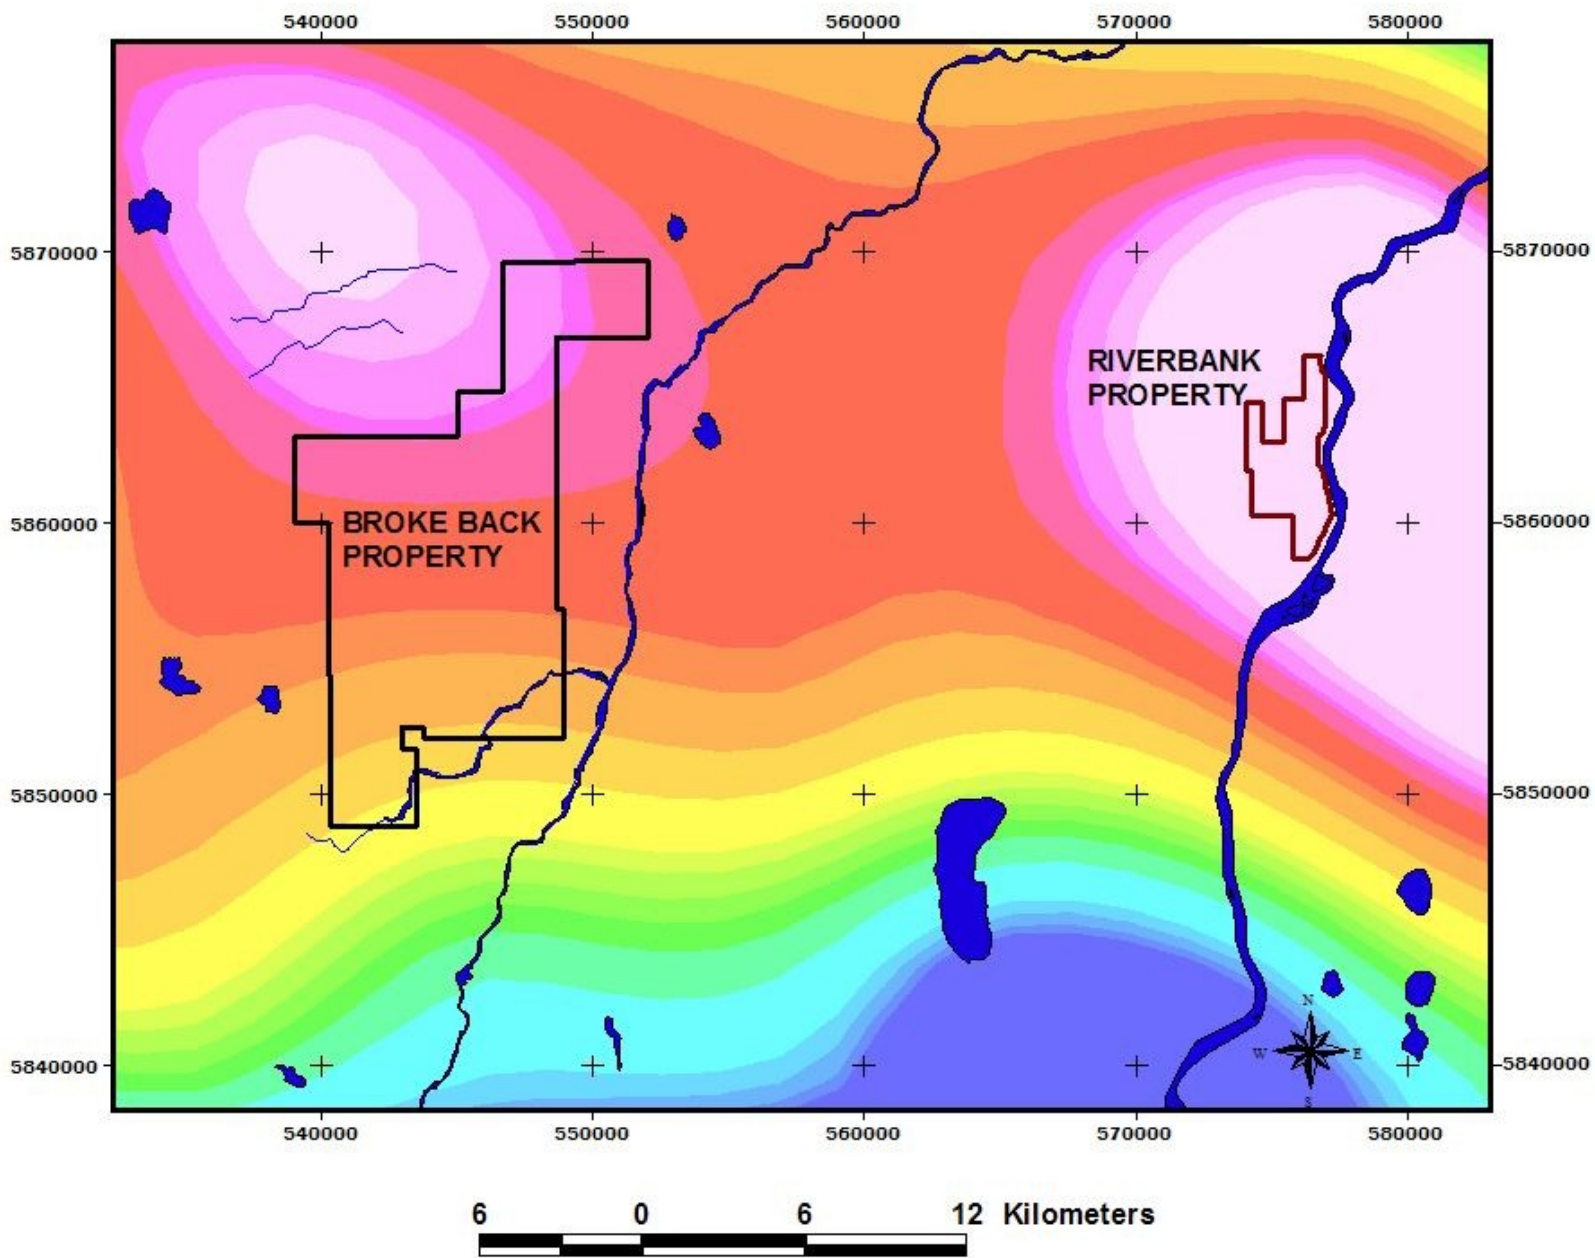 540000 550000 560000 570000 580000
5870000 5870000
RIVERBANK
PROPERTY
BROKE BACK
PROPERTY
5860000 5860000
5850000 5850000
N
W E
S
5840000 5840000
540000 550000 560000 570000 580000
6 0 6 12 Kilometers